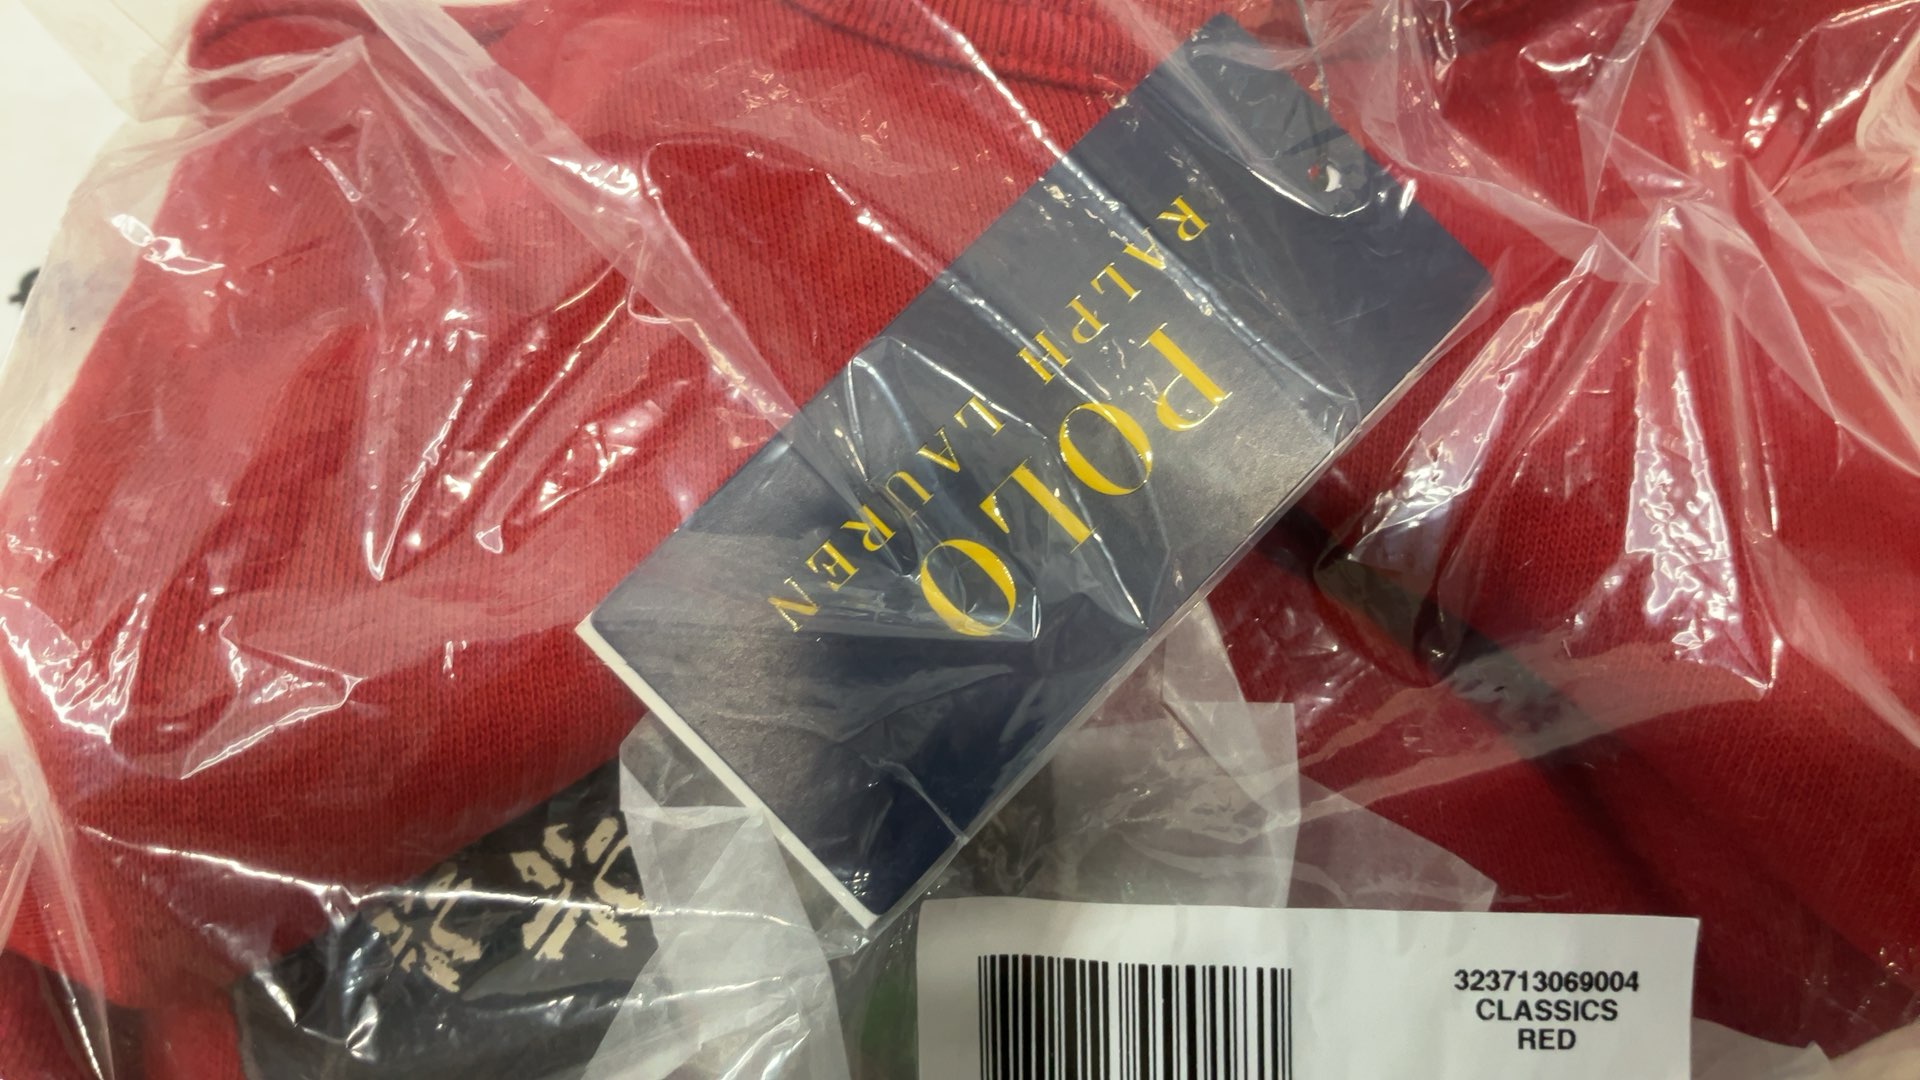 POLO
RALPH LAUREN
323713069004
CLASSICS
RED